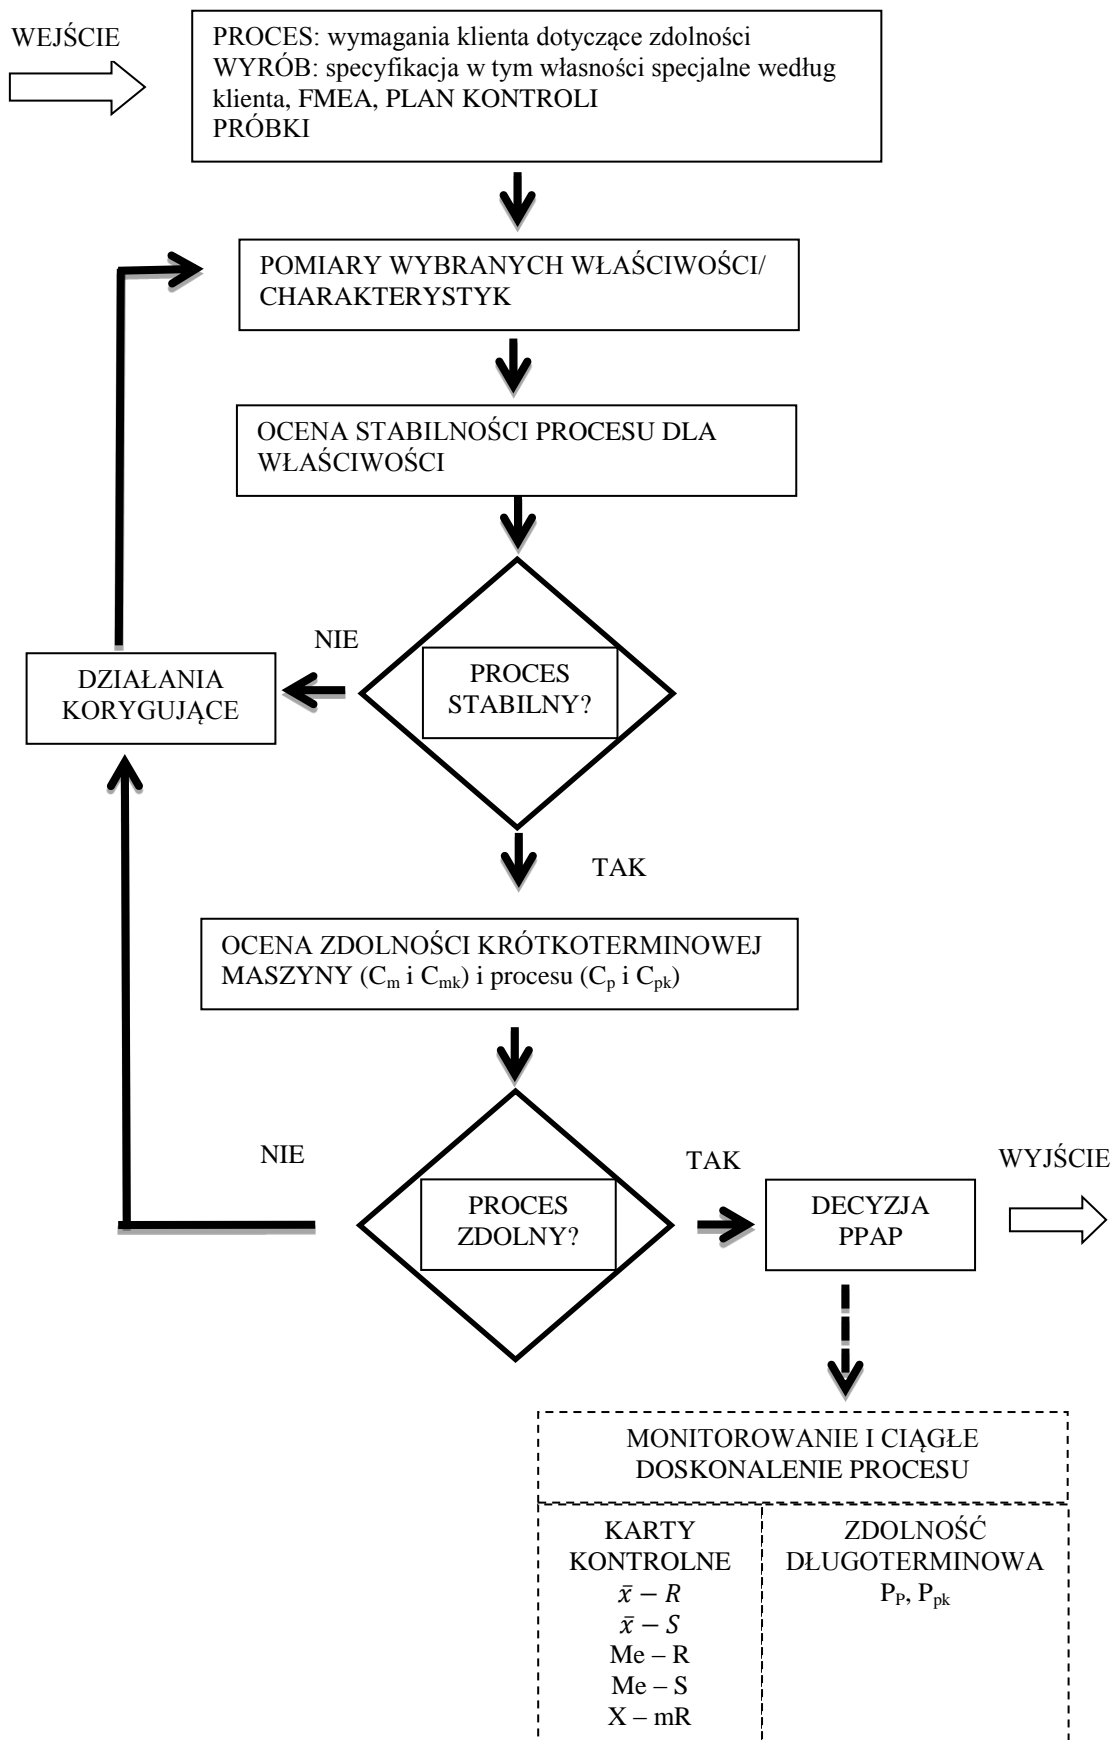 WEJŚCIE
PROCES: wymagania klienta dotyczące zdolności
WYRÓB: specyfikacja w tym własności specjalne według
klienta, FMEA, PLAN KONTROLI
PRÓBKI
POMIARY WYBRANYCH WŁAŚCIWOŚCI/
CHARAKTERYSTYK
OCENA STABILNOŚCI PROCESU DLA
WŁAŚCIWOŚCI
NIE
PROCES
STABILNY?
DZIAŁANIA
KORYGUJĄCE
TAK
OCENA ZDOLNOŚCI KRÓTKOTERMINOWEJ
MASZYNY (Cm i Cmk) i procesu (Cp i Cpk)
NIE
PROCES
ZDOLNY?
TAK
DECYZJA
PPAP
WYJŚCIE
MONITOROWANIE I CIĄGŁE
DOSKONALENIE PROCESU
KARTY
KONTROLNE
x̄ – R
x̄ – S
Me – R
Me – S
X – mR
ZDOLNOŚĆ
DŁUGOTERMINOWA
PP, Ppk